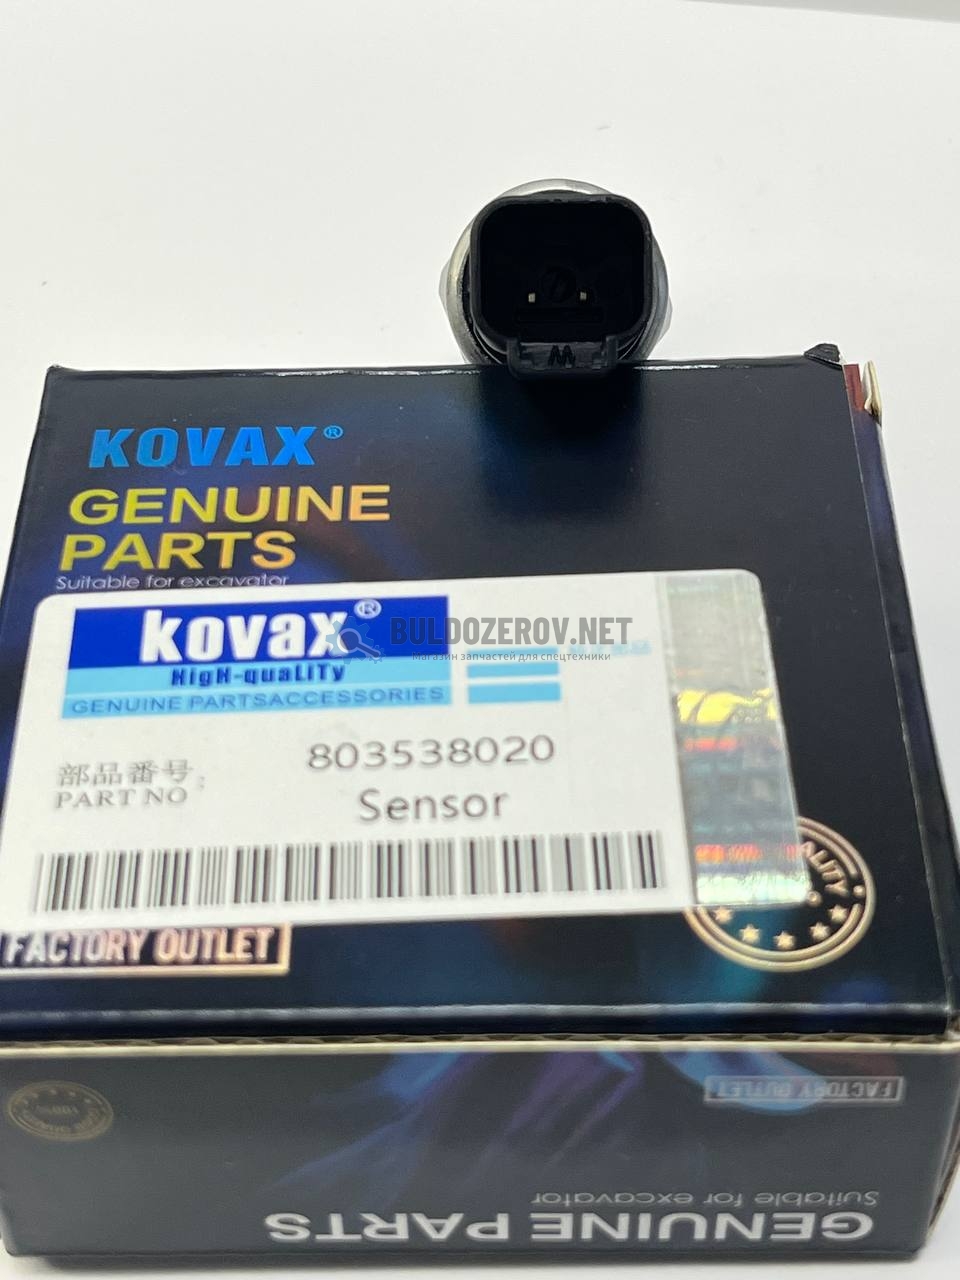 W
KOVAX®
GENUINE
PARTS
Suitable for excavator
kovax®
HigH-quaLiTy
GENUINE PARTSACCESSORIES
BULDOZEROV.NET
Магазин запчастей для спецтехники
部品番号:
PART NO
803538020
Sensor
FACTORY OUTLET
FACTORY OUTLET
Suitable for excavator
GENUINE PARTS